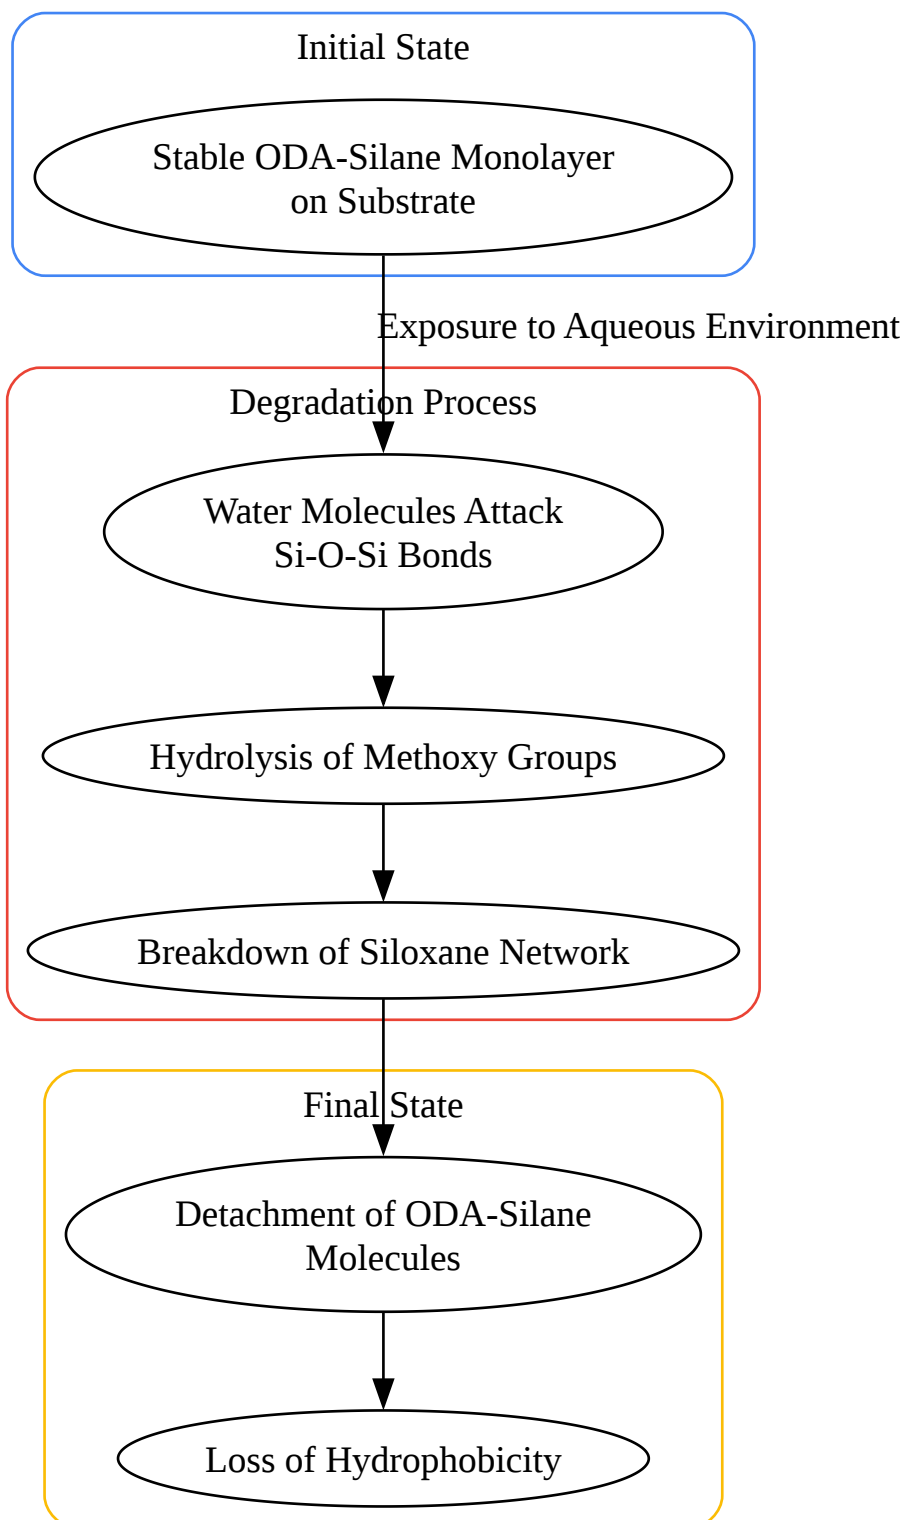 Initial State
Stable ODA-Silane Monolayer
on Substrate
Exposure to Aqueous Environment
Degradation Process
Water Molecules Attack
Si-O-Si Bonds
Hydrolysis of Methoxy Groups
Breakdown of Siloxane Network
Final State
Detachment of ODA-Silane
Molecules
Loss of Hydrophobicity